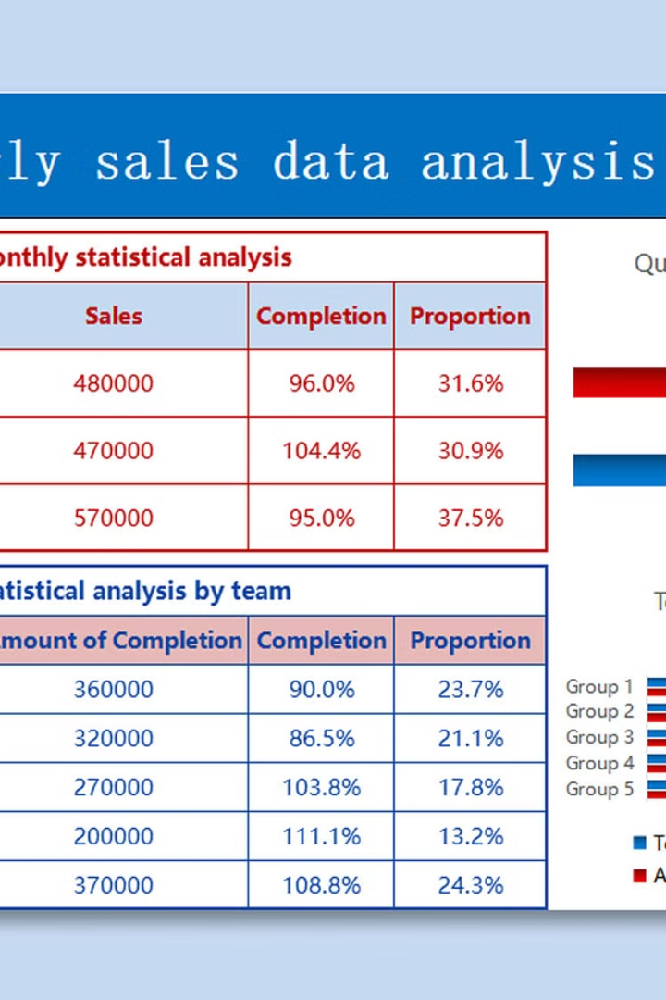 ly sales data analysis
onthly statistical analysis
Sales Completion Proportion
480000 96.0% 31.6%
470000 104.4% 30.9%
570000 95.0% 37.5%
atistical analysis by team
mount of Completion Completion Proportion
360000 90.0% 23.7%
320000 86.5% 21.1%
270000 103.8% 17.8%
200000 111.1% 13.2%
370000 108.8% 24.3%
Qu
T
Group 1
Group 2
Group 3
Group 4
Group 5
T
A